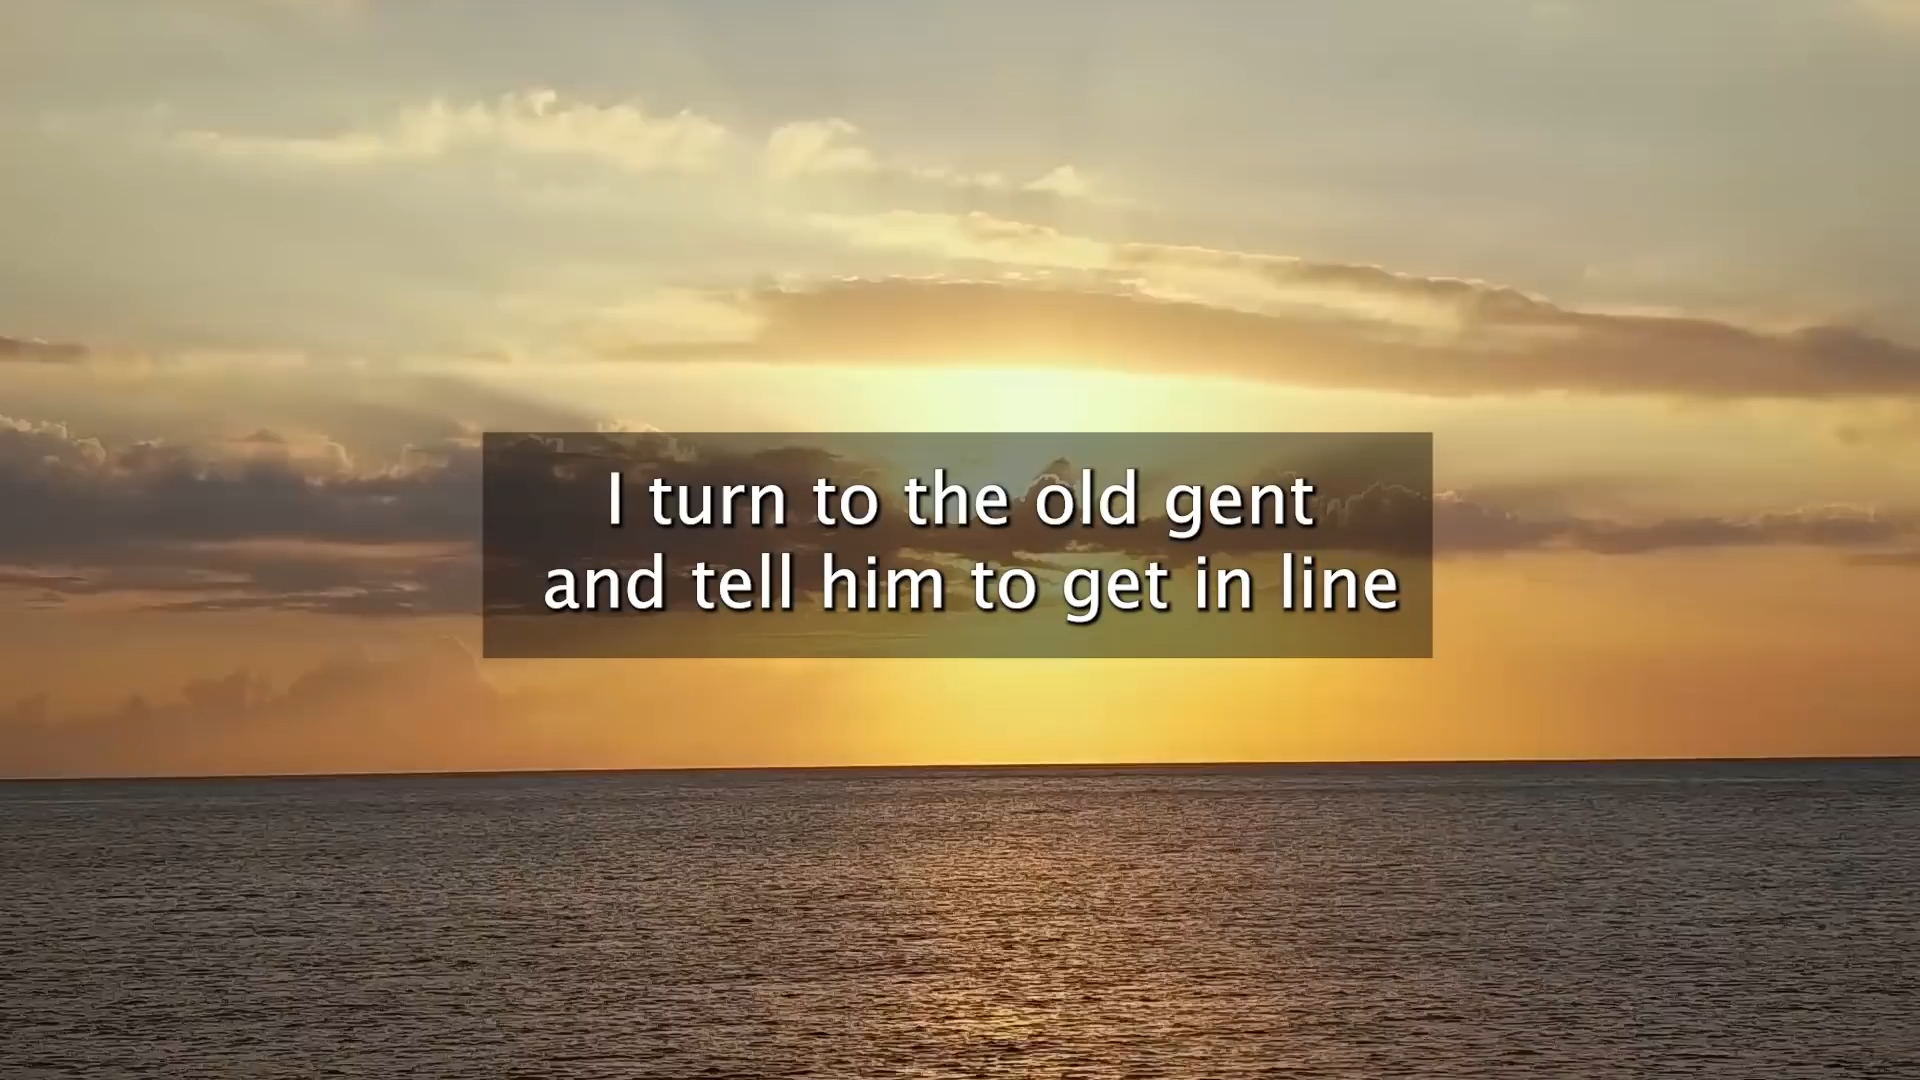 I turn to the old gent
and tell him to get in line